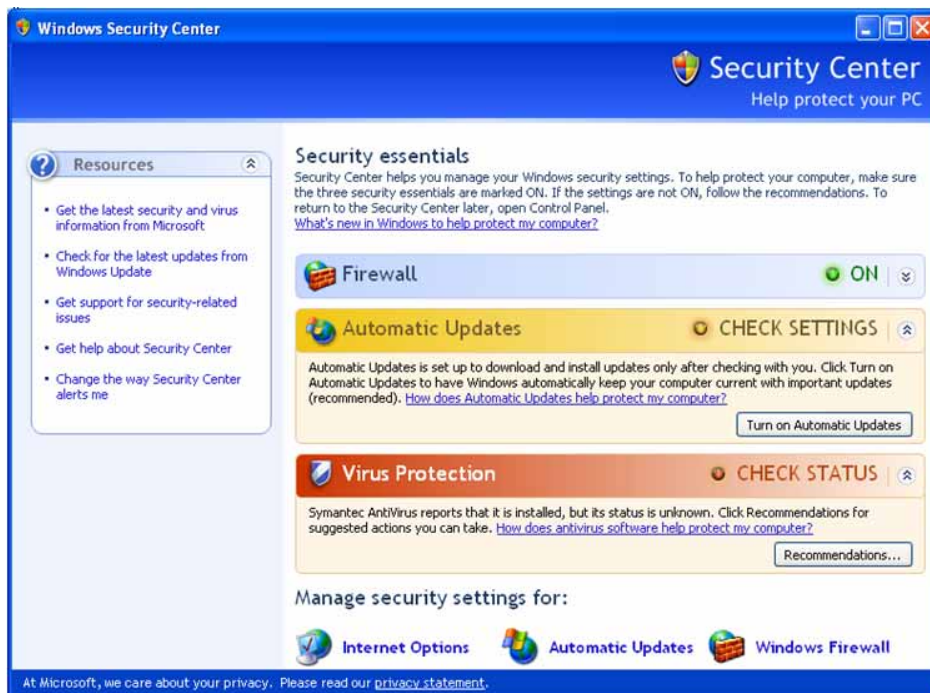 Windows Security Center
Security Center
Help protect your PC
Resources
• Get the latest security and virus
information from Microsoft
• Check for the latest updates from
Windows Update
• Get support for security-related
issues
• Get help about Security Center
• Change the way Security Center
alerts me
Security essentials
Security Center helps you manage your Windows security settings. To help protect your computer, make sure
the three security essentials are marked ON. If the settings are not ON, follow the recommendations. To
return to the Security Center later, open Control Panel.
What's new in Windows to help protect my computer?
Firewall ON
Automatic Updates CHECK SETTINGS
Automatic Updates is set up to download and install updates only after checking with you. Click Turn on
Automatic Updates to have Windows automatically keep your computer current with important updates
(recommended). How does Automatic Updates help protect my computer?
Turn on Automatic Updates
Virus Protection CHECK STATUS
Symantec AntiVirus reports that it is installed, but its status is unknown. Click Recommendations for
suggested actions you can take. How does antivirus software help protect my computer?
Recommendations...
Manage security settings for:
Internet Options Automatic Updates Windows Firewall
At Microsoft, we care about your privacy. Please read our privacy statement.